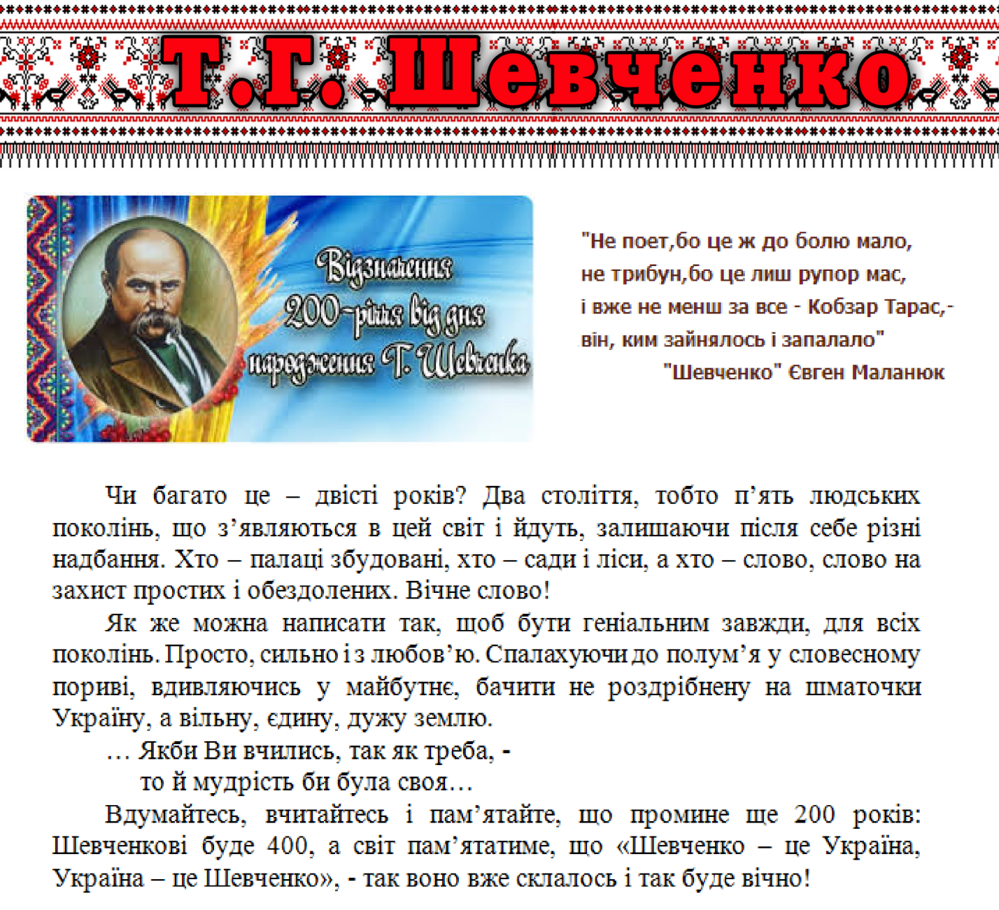 Т.Г. Шевченко
Відзначення
200-річчя від дня
народження Т. Шевченка
"Не поет,бо це ж до болю мало,
не трибун,бо це лиш рупор мас,
і вже не менш за все - Кобзар Тарас,-
він, ким зайнялось і запалало"
"Шевченко" Євген Маланюк
Чи багато це – двісті років? Два століття, тобто п’ять людських
поколінь, що з’являються в цей світ і йдуть, залишаючи після себе різні
надбання. Хто – палаці збудовані, хто – сади і ліси, а хто – слово, слово на
захист простих і обездолених. Вічне слово!
Як же можна написати так, щоб бути геніальним завжди, для всіх
поколінь. Просто, сильно і з любов’ю. Спалахуючи до полум’я у словесному
пориві, вдивляючись у майбутнє, бачити не роздрібнену на шматочки
Україну, а вільну, єдину, дужу землю.
… Якби Ви вчились, так як треба, -
то й мудрість би була своя…
Вдумайтесь, вчитайтесь і пам’ятайте, що промине ще 200 років:
Шевченкові буде 400, а світ пам’ятатиме, що «Шевченко – це Україна,
Україна – це Шевченко», - так воно вже склалось і так буде вічно!